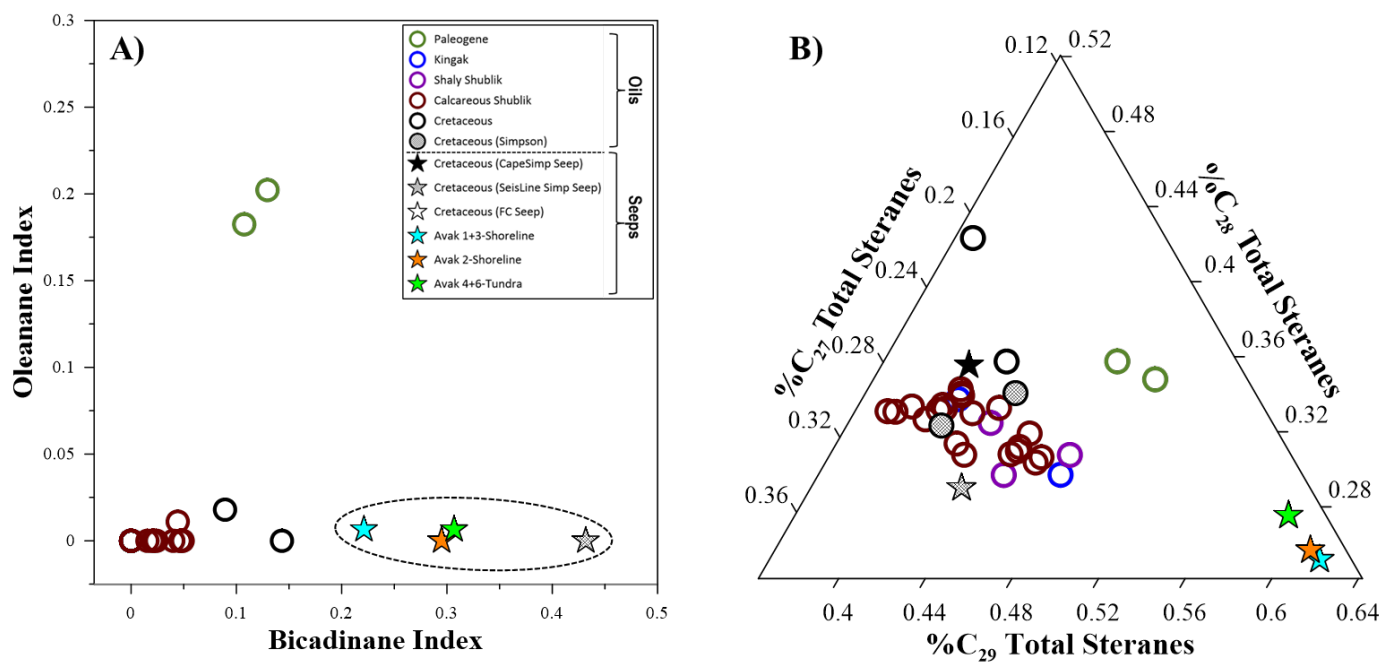 A)
Oleanane Index
0.3
0.25
0.2
0.15
0.1
0.05
0
0
0.1
0.2
0.3
0.4
0.5
Bicadinane Index
Paleogene
Kingak
Shaly Shublik
Calcareous Shublik
Cretaceous
Cretaceous (Simpson)
Oils
Cretaceous (CapeSimp Seep)
Cretaceous (SeisLine Simp Seep)
Cretaceous (FC Seep)
Avak 1+3-Shoreline
Avak 2-Shoreline
Avak 4+6-Tundra
Seeps
B)
%C27 Total Steranes
0.12
0.16
0.2
0.24
0.28
0.32
0.36
%C28 Total Steranes
0.52
0.48
0.44
0.4
0.36
0.32
0.28
0.4
0.44
0.48
0.52
0.56
0.6
0.64
%C29 Total Steranes